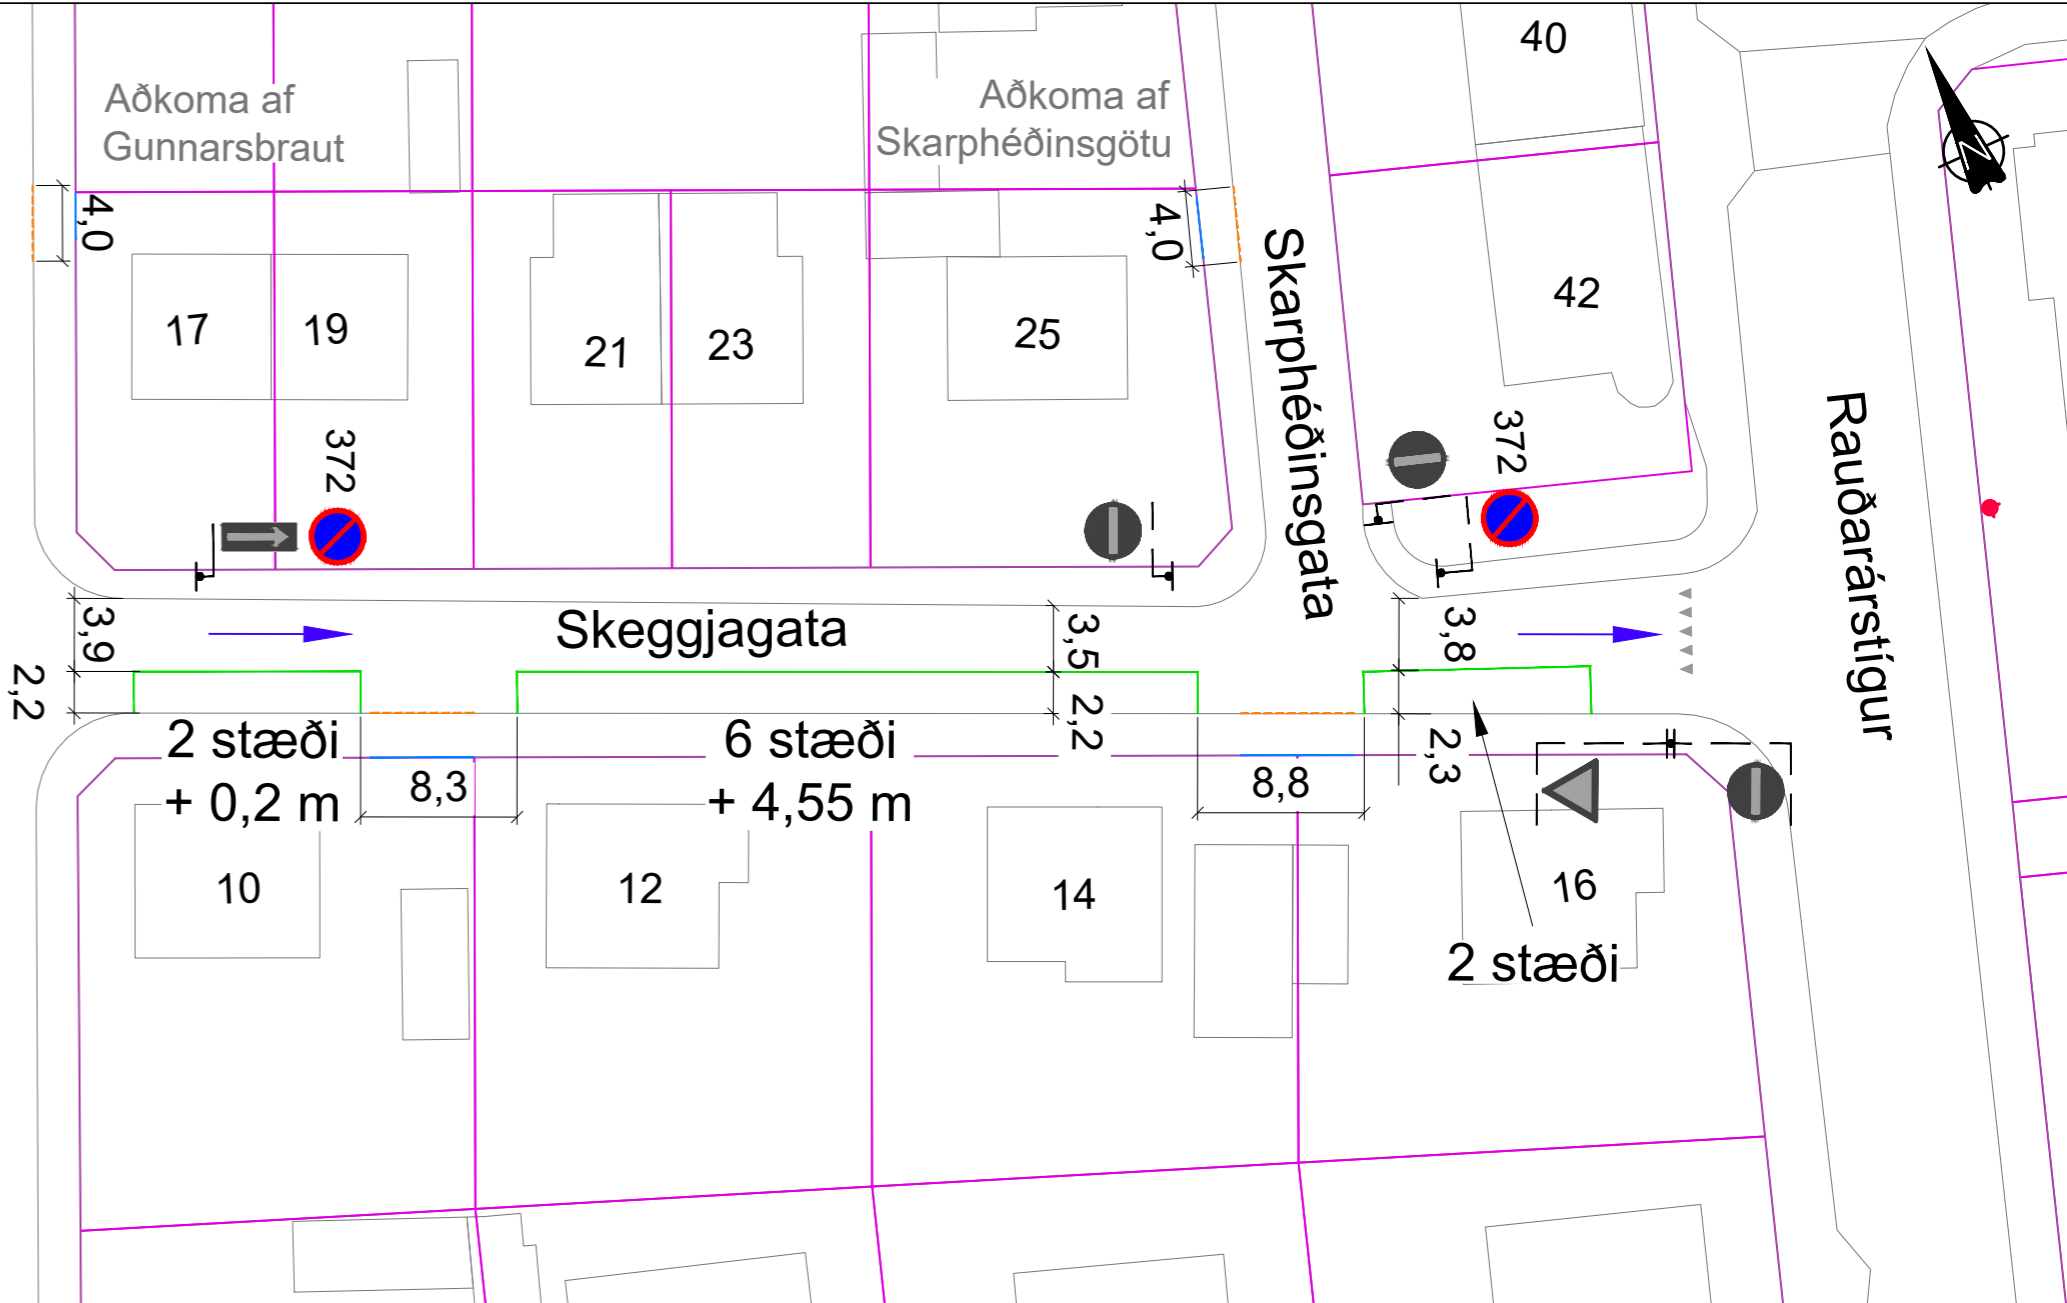 40
Aðkoma af
Gunnarsbraut
Aðkoma af
Skarphéðinsgötu
N
4,0
4,0
Skarphéðinsgata
42
17
19
21
23
25
Rauðarárstígur
372
372
3,9
Skeggjagata
3,5
3,8
2,2
2,2
2,3
2 stæði
+ 0,2 m
8,3
6 stæði
+ 4,55 m
8,8
10
12
14
16
2 stæði